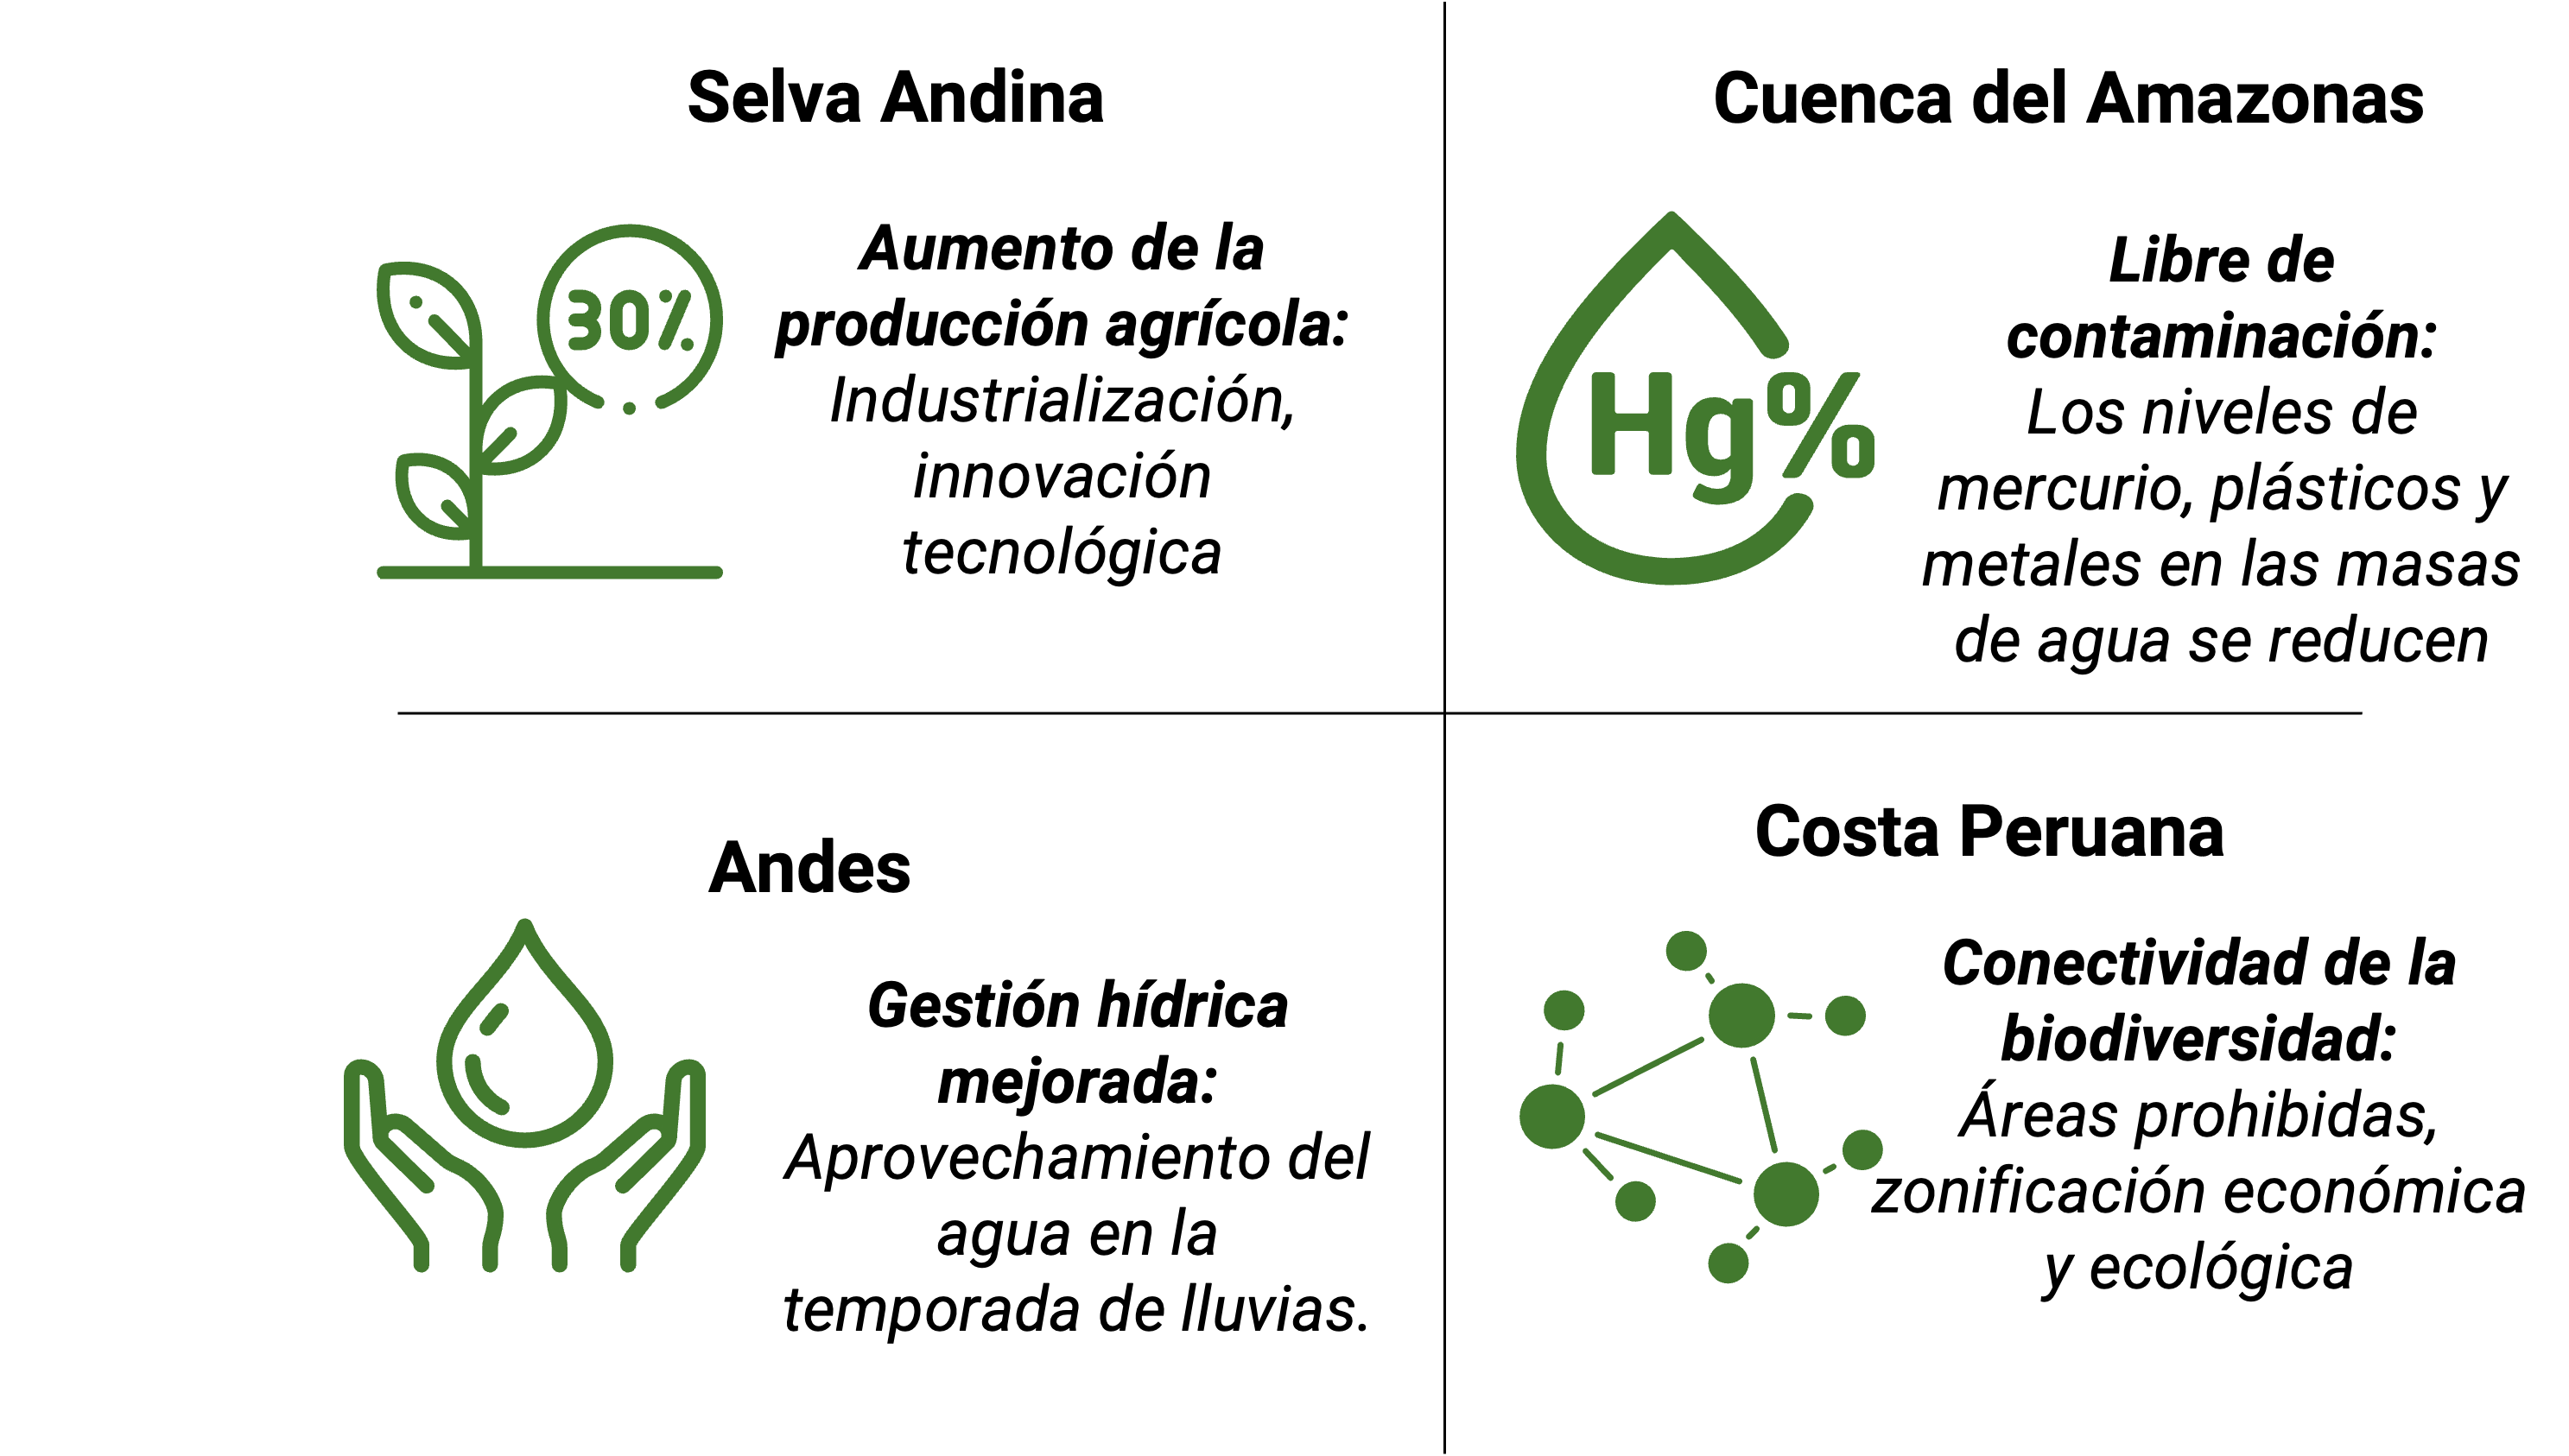 Selva Andina
30%
Aumento de la
producción agrícola:
Industrialización,
innovación
tecnológica
Cuenca del Amazonas
Hg%
Libre de
contaminación:
Los niveles de
mercurio, plásticos y
metales en las masas
de agua se reducen
Andes
Gestión hídrica
mejorada:
Aprovechamiento del
agua en la
temporada de lluvias.
Costa Peruana
Conectividad de la
biodiversidad:
Áreas prohibidas,
zonificación económica
y ecológica